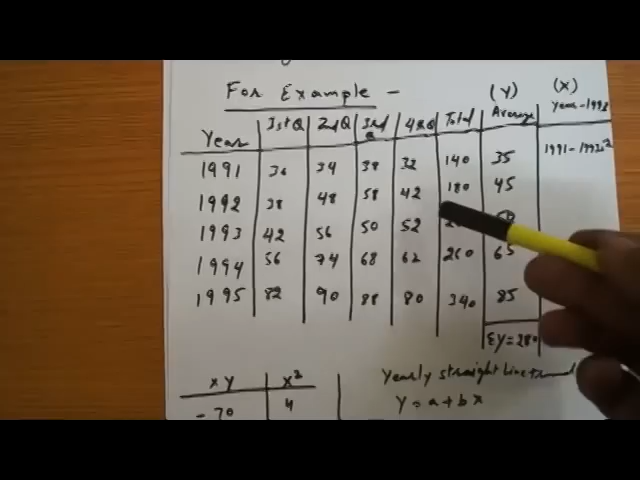 For Example -
(Y) (X)
Year 1st Q 2nd Q 3rd Q 4th Q Total Average Year-1993
1991 36 34 38 32 140 35 1991-1993=2
1992 38 48 58 42 180 45
1993 42 56 50 52
1994 56 74 68 62 260 65
1995 82 90 88 80 340 85
ΣY=280
Yearly straight Line trend
xy x²
Y=a+bx
-70 4